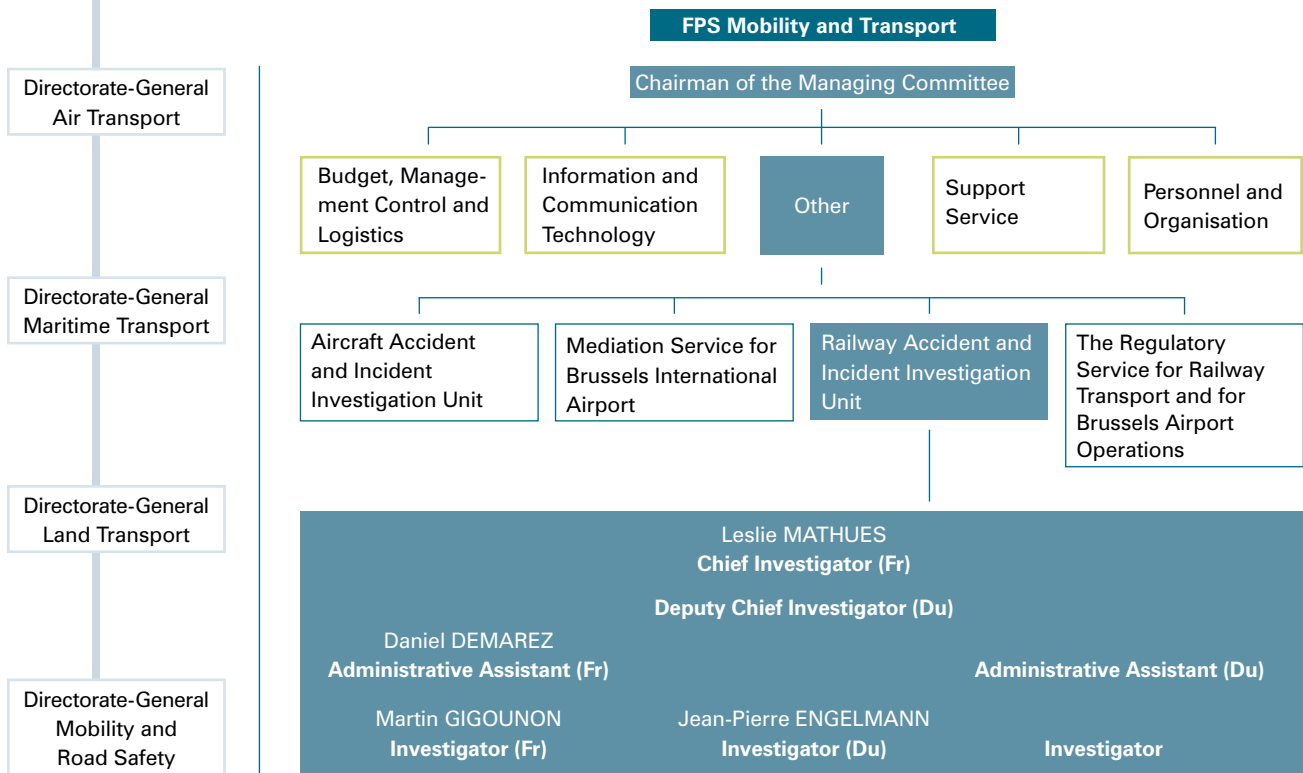 FPS Mobility and Transport
Directorate-General
Air Transport
Directorate-General
Maritime Transport
Directorate-General
Land Transport
Directorate-General
Mobility and
Road Safety
Chairman of the Managing Committee
Budget, Manage-
ment Control and
Logistics
Information and
Communication
Technology
Other
Support
Service
Personnel and
Organisation
Aircraft Accident
and Incident
Investigation Unit
Mediation Service for
Brussels International
Airport
Railway Accident and
Incident Investigation
Unit
The Regulatory
Service for Railway
Transport and for
Brussels Airport
Operations
Leslie MATHUES
Chief Investigator (Fr)
Deputy Chief Investigator (Du)
Daniel DEMAREZ
Administrative Assistant (Fr)
Administrative Assistant (Du)
Martin GIGOUNON
Investigator (Fr)
Jean-Pierre ENGELMANN
Investigator (Du)
Investigator